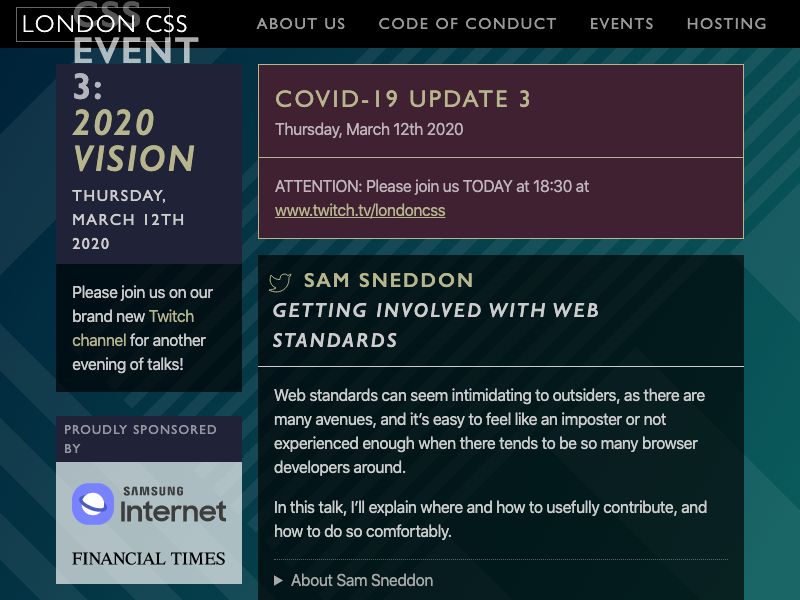 LONDON CSS
ABOUT US
CODE OF CONDUCT
EVENTS
HOSTING
CSS
EVENT
3:
2020
VISION
THURSDAY,
MARCH 12TH
2020
Please join us on our
brand new Twitch
channel for another
evening of talks!
PROUDLY SPONSORED
BY
SAMSUNG
Internet
FINANCIAL TIMES
COVID-19 UPDATE 3
Thursday, March 12th 2020
ATTENTION: Please join us TODAY at 18:30 at
www.twitch.tv/londoncss
SAM SNEDDON
GETTING INVOLVED WITH WEB
STANDARDS
Web standards can seem intimidating to outsiders, as there are
many avenues, and it’s easy to feel like an imposter or not
experienced enough when there tends to be so many browser
developers around.
In this talk, I’ll explain where and how to usefully contribute, and
how to do so comfortably.
About Sam Sneddon